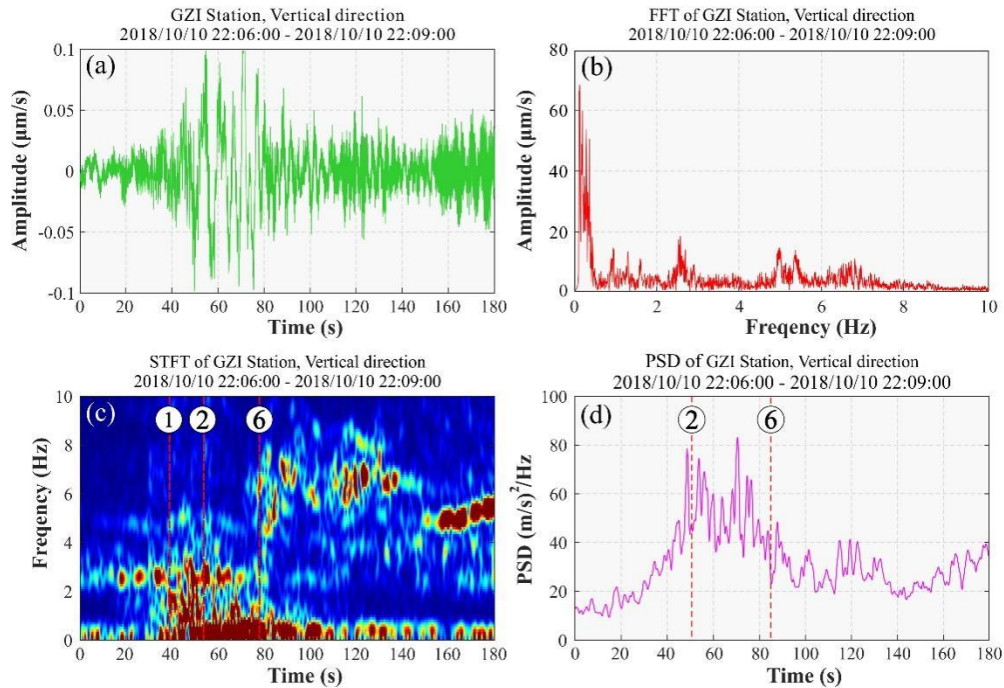 GZI Station, Vertical direction
2018/10/10 22:06:00 - 2018/10/10 22:09:00
(a)
Amplitude (μm/s)
0.1
0.05
0
-0.05
-0.1
0 20 40 60 80 100 120 140 160 180
Time (s)
FFT of GZI Station, Vertical direction
2018/10/10 22:06:00 - 2018/10/10 22:09:00
(b)
Amplitude (μm/s)
80
60
40
20
0
0 2 4 6 8 10
Freqency (Hz)
STFT of GZI Station, Vertical direction
2018/10/10 22:06:00 - 2018/10/10 22:09:00
(c) 1 2 6
Freqency (Hz)
10
8
6
4
2
0
0 20 40 60 80 100 120 140 160 180
Time (s)
PSD of GZI Station, Vertical direction
2018/10/10 22:06:00 - 2018/10/10 22:09:00
2 6 (d)
PSD (m/s)²/Hz
100
80
60
40
20
0
0 20 40 60 80 100 120 140 160 180
Time (s)